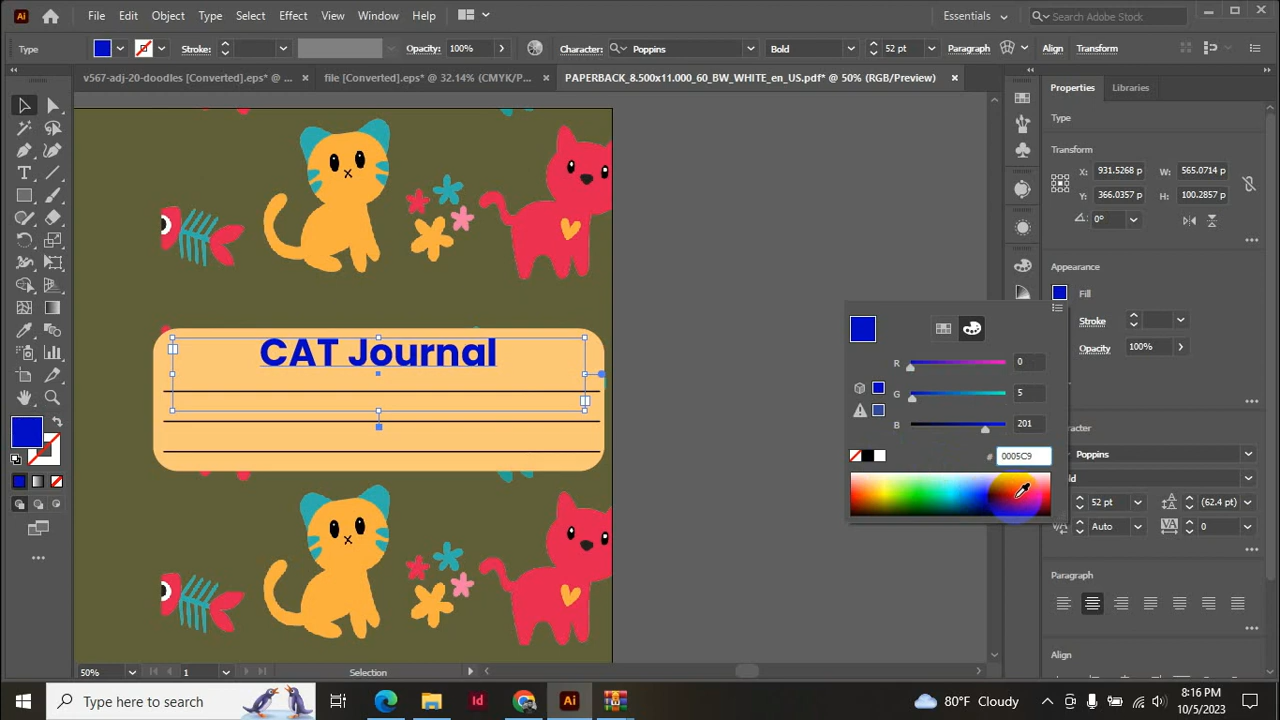 Ai File Edit Object Type Select Effect View Window Help Essentials Search Adobe Stock
Type Stroke: Opacity: 100% Character: Poppins Bold 52 pt Paragraph Align Transform
v567-adj-20-doodles [Converted].eps* @ ... × file [Converted].eps* @ 32.14% (CMYK/P... × PAPERBACK_8.500x11.000_60_BW_WHITE_en_US.pdf* @ 50% (RGB/Preview) ×
Properties Libraries
Type
Transform
X: 931.5268 p W: 565.0714 p
Y: 366.0357 p H: 100.2857 p
0°
Appearance
Fill
Stroke
Opacity 100%
R 0
G 5
B 201
# 0005C9
CAT Journal
Character
Poppins
Bold
52 pt (62.4 pt)
Auto 0
Paragraph
Align
50% 1 Selection
Type here to search Id Ai 80°F 8:16 PM
10/5/2023